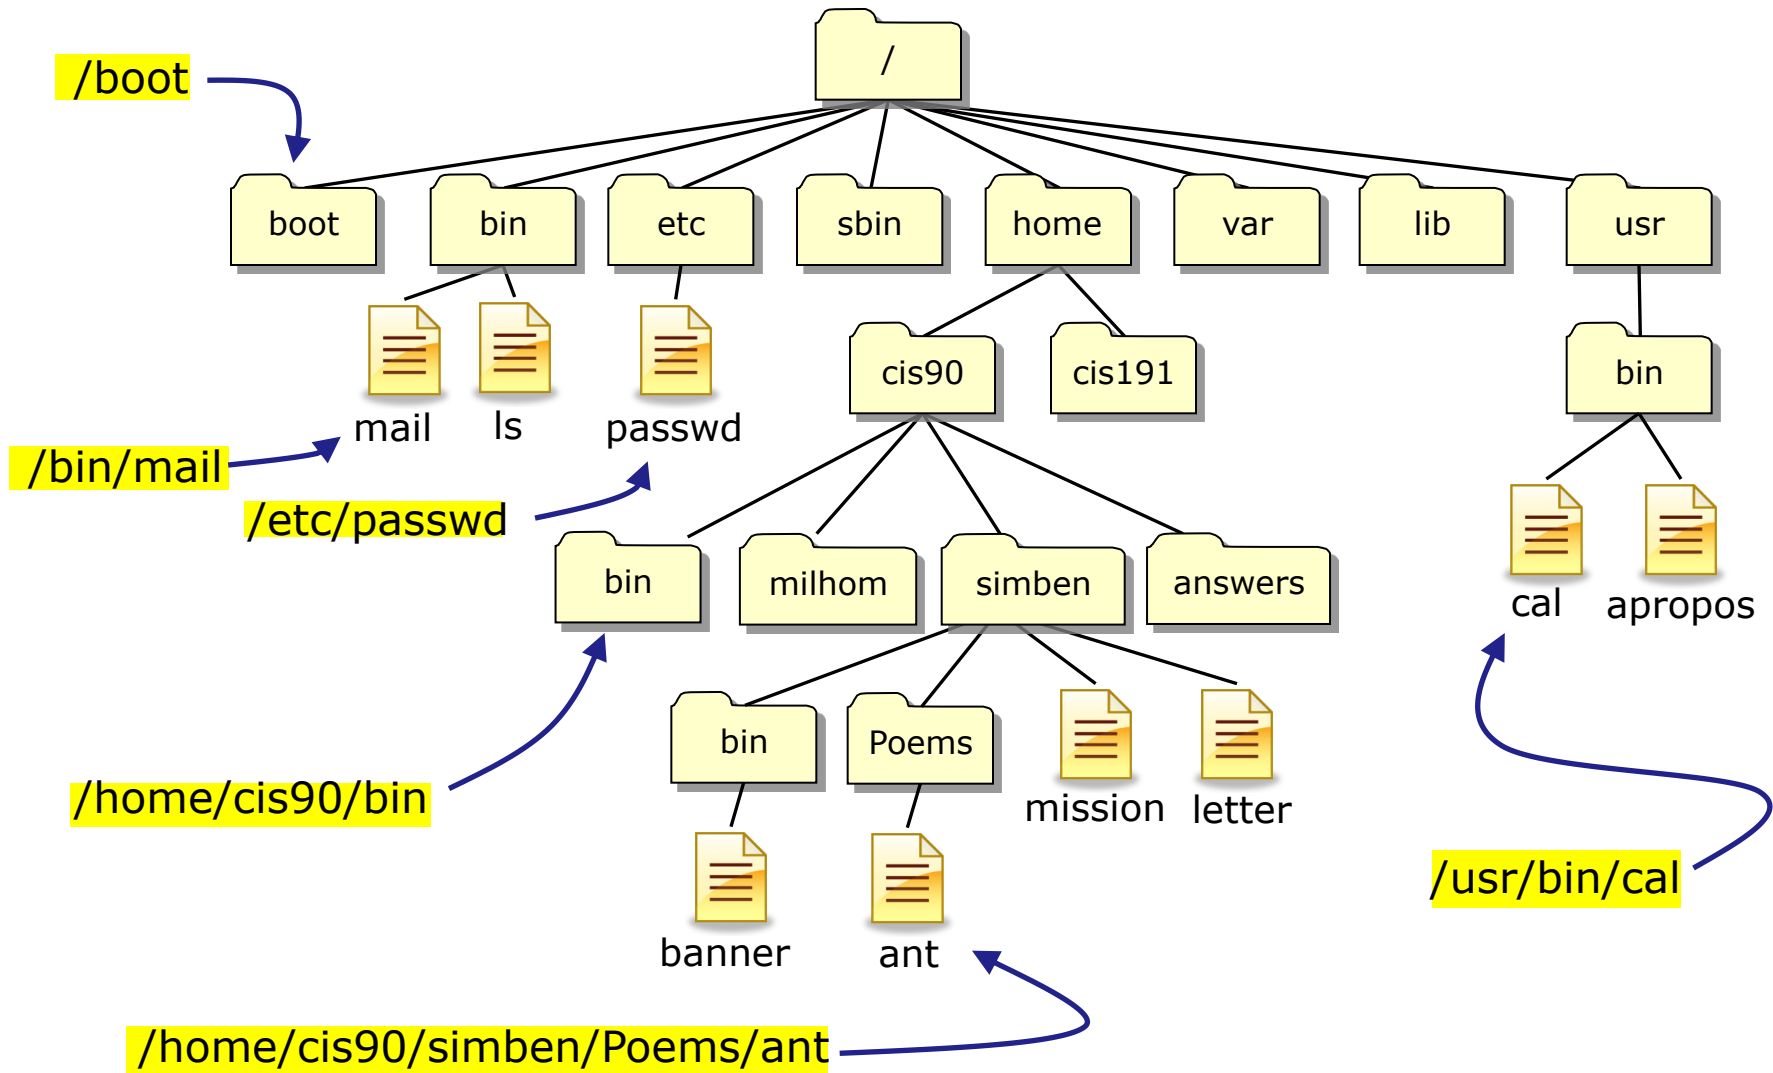 /
/boot
boot
bin
etc
sbin
home
var
lib
usr
mail
ls
passwd
cis90
cis191
bin
/bin/mail
/etc/passwd
bin
milhom
simben
answers
cal
apropos
bin
Poems
mission
letter
/home/cis90/bin
/usr/bin/cal
banner
ant
/home/cis90/simben/Poems/ant